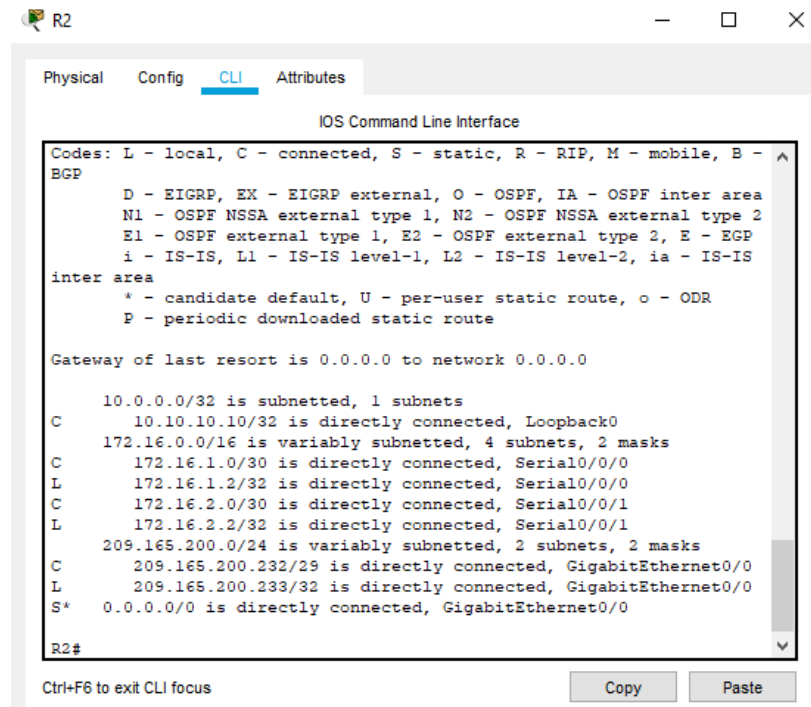 R2
Physical Config CLI Attributes
IOS Command Line Interface
Codes: L - local, C - connected, S - static, R - RIP, M - mobile, B -
BGP
       D - EIGRP, EX - EIGRP external, O - OSPF, IA - OSPF inter area
       N1 - OSPF NSSA external type 1, N2 - OSPF NSSA external type 2
       E1 - OSPF external type 1, E2 - OSPF external type 2, E - EGP
       i - IS-IS, L1 - IS-IS level-1, L2 - IS-IS level-2, ia - IS-IS
inter area
       * - candidate default, U - per-user static route, o - ODR
       P - periodic downloaded static route
Gateway of last resort is 0.0.0.0 to network 0.0.0.0
     10.0.0.0/32 is subnetted, 1 subnets
C       10.10.10.10/32 is directly connected, Loopback0
     172.16.0.0/16 is variably subnetted, 4 subnets, 2 masks
C       172.16.1.0/30 is directly connected, Serial0/0/0
L       172.16.1.2/32 is directly connected, Serial0/0/0
C       172.16.2.0/30 is directly connected, Serial0/0/1
L       172.16.2.2/32 is directly connected, Serial0/0/1
     209.165.200.0/24 is variably subnetted, 2 subnets, 2 masks
C       209.165.200.232/29 is directly connected, GigabitEthernet0/0
L       209.165.200.233/32 is directly connected, GigabitEthernet0/0
S*   0.0.0.0/0 is directly connected, GigabitEthernet0/0
R2#
Ctrl+F6 to exit CLI focus Copy Paste